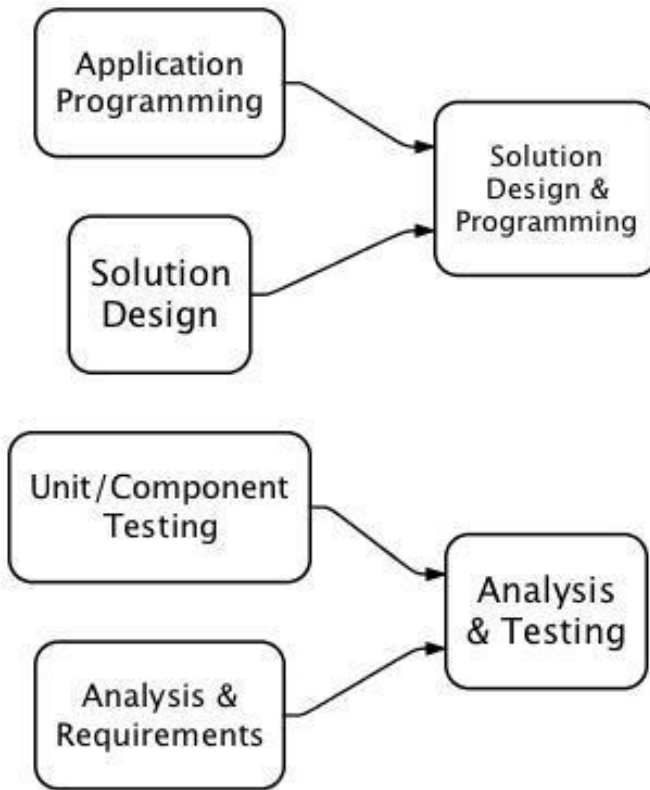 Application
Programming
Solution
Design &
Programming
Solution
Design
Unit/Component
Testing
Analysis
& Testing
Analysis &
Requirements